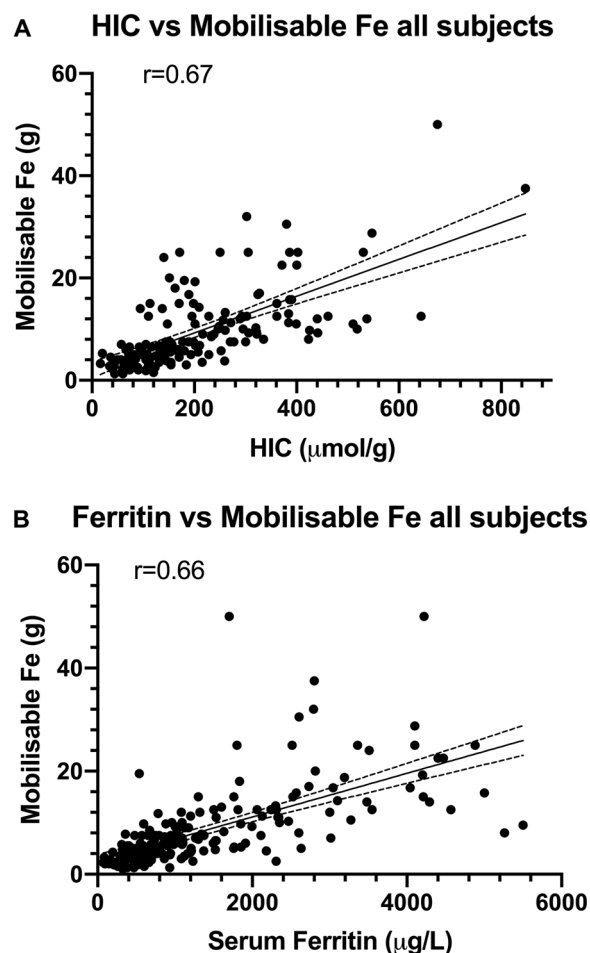 A HIC vs Mobilisable Fe all subjects
r=0.67
60
40
20
0
Mobilisable Fe (g)
0 200 400 600 800
HIC (μmol/g)
B Ferritin vs Mobilisable Fe all subjects
r=0.66
60
40
20
0
Mobilisable Fe (g)
0 2000 4000 6000
Serum Ferritin (μg/L)